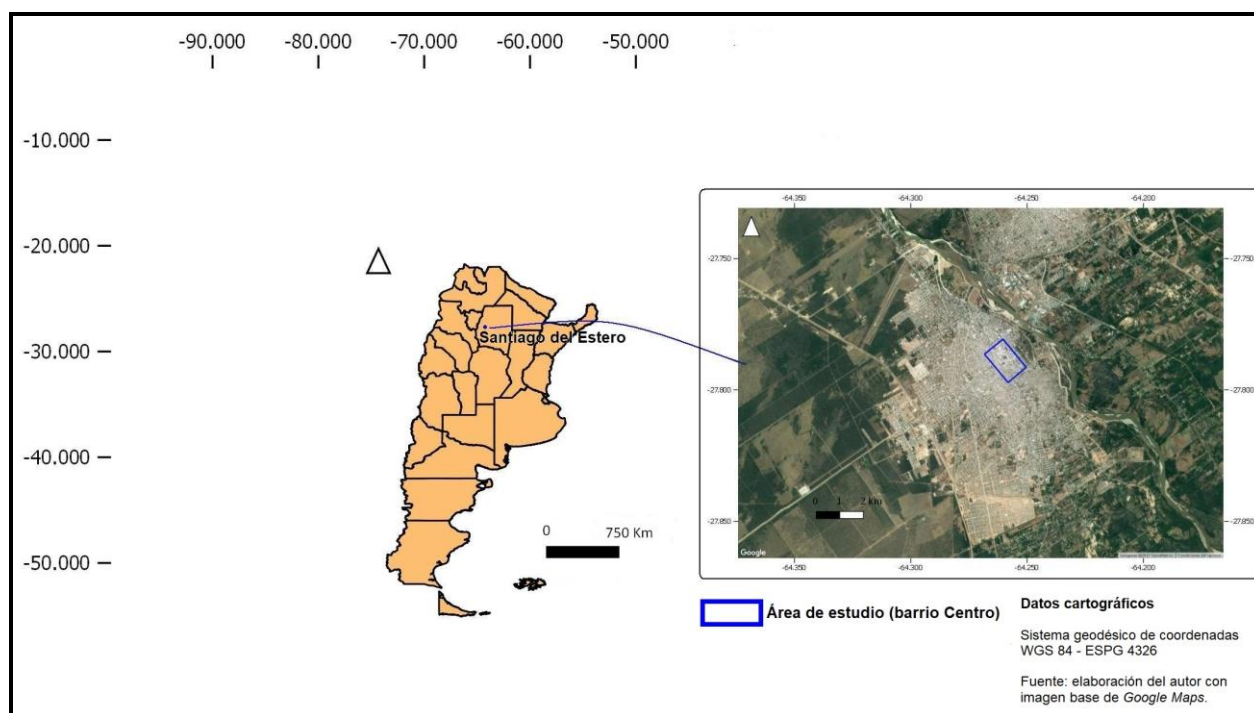 -90.000 -80.000 -70.000 -60.000 -50.000
-10.000
-20.000
-30.000
-40.000
-50.000
Santiago del Estero
0 750 Km
-64.350 -64.300 -64.250 -64.200
-27.750 -27.750
-27.800 -27.800
-27.850 -27.850
0 1 2 Km
Google
-64.350 -64.300 -64.250 -64.200
Área de estudio (barrio Centro)
Datos cartográficos
Sistema geodésico de coordenadas
WGS 84 - ESPG 4326
Fuente: elaboración del autor con
imagen base de Google Maps.